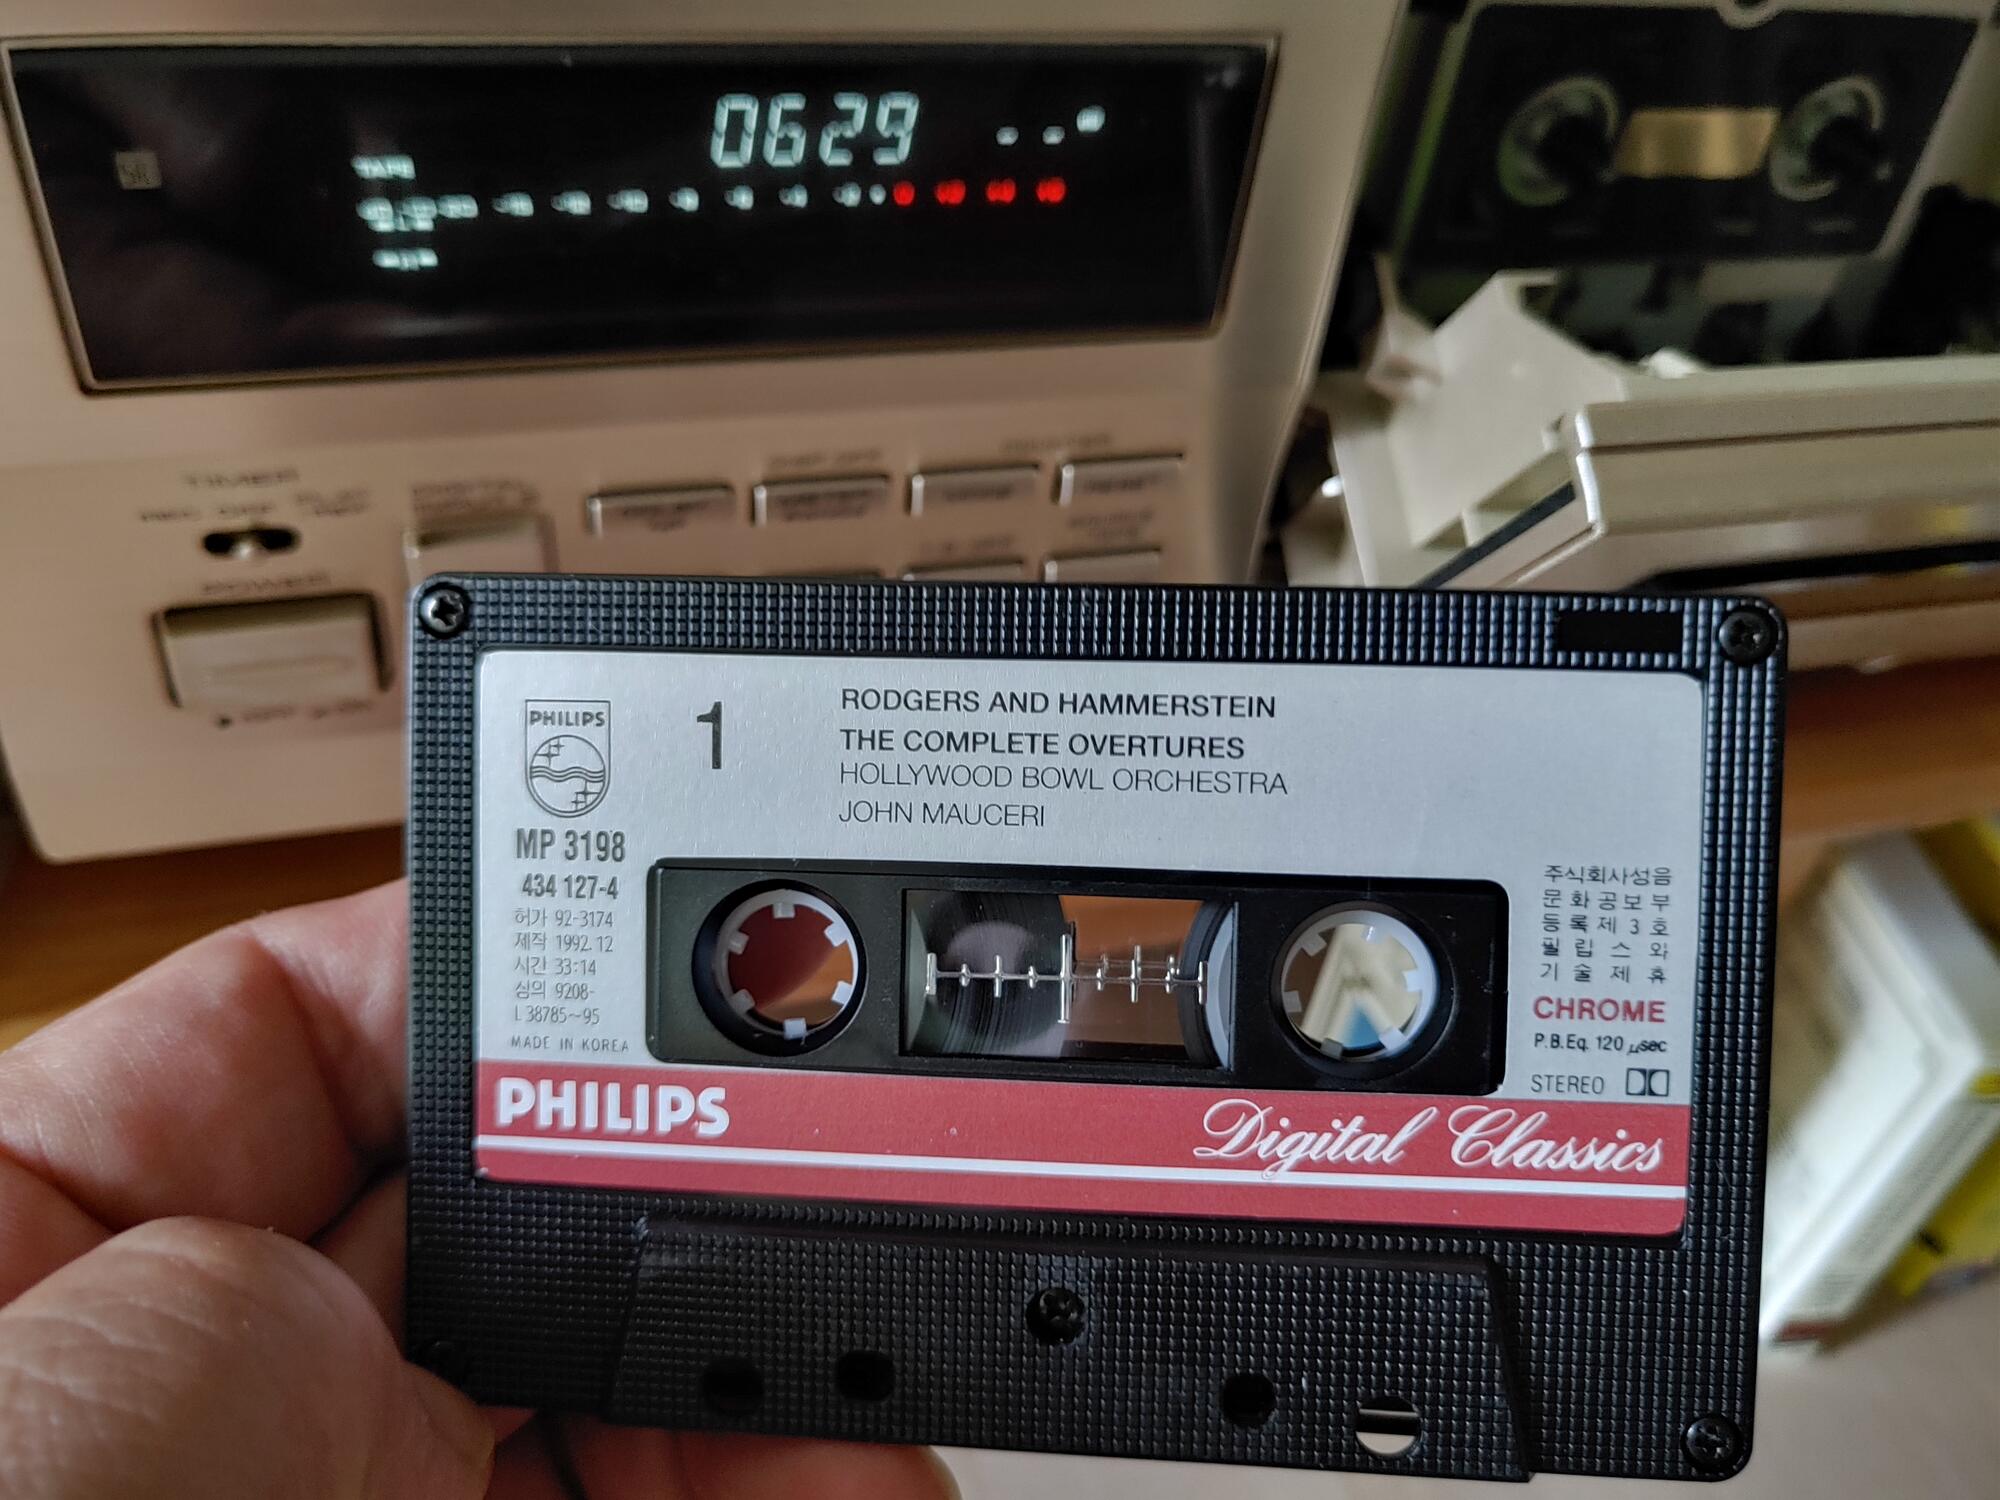 0629
TAPE
TIMER
POWER
PHILIPS
1
RODGERS AND HAMMERSTEIN
THE COMPLETE OVERTURES
HOLLYWOOD BOWL ORCHESTRA
JOHN MAUCERI
MP 3198
434 127-4
허가 92-3174
제작 1992.12
시간 33:14
심의 9208-
L38785~95
MADE IN KOREA
주식회사성음
문화공보부
등록제3호
필립스와
기술제휴
CHROME
P.B.Eq. 120 μsec
STEREO
PHILIPS
Digital Classics